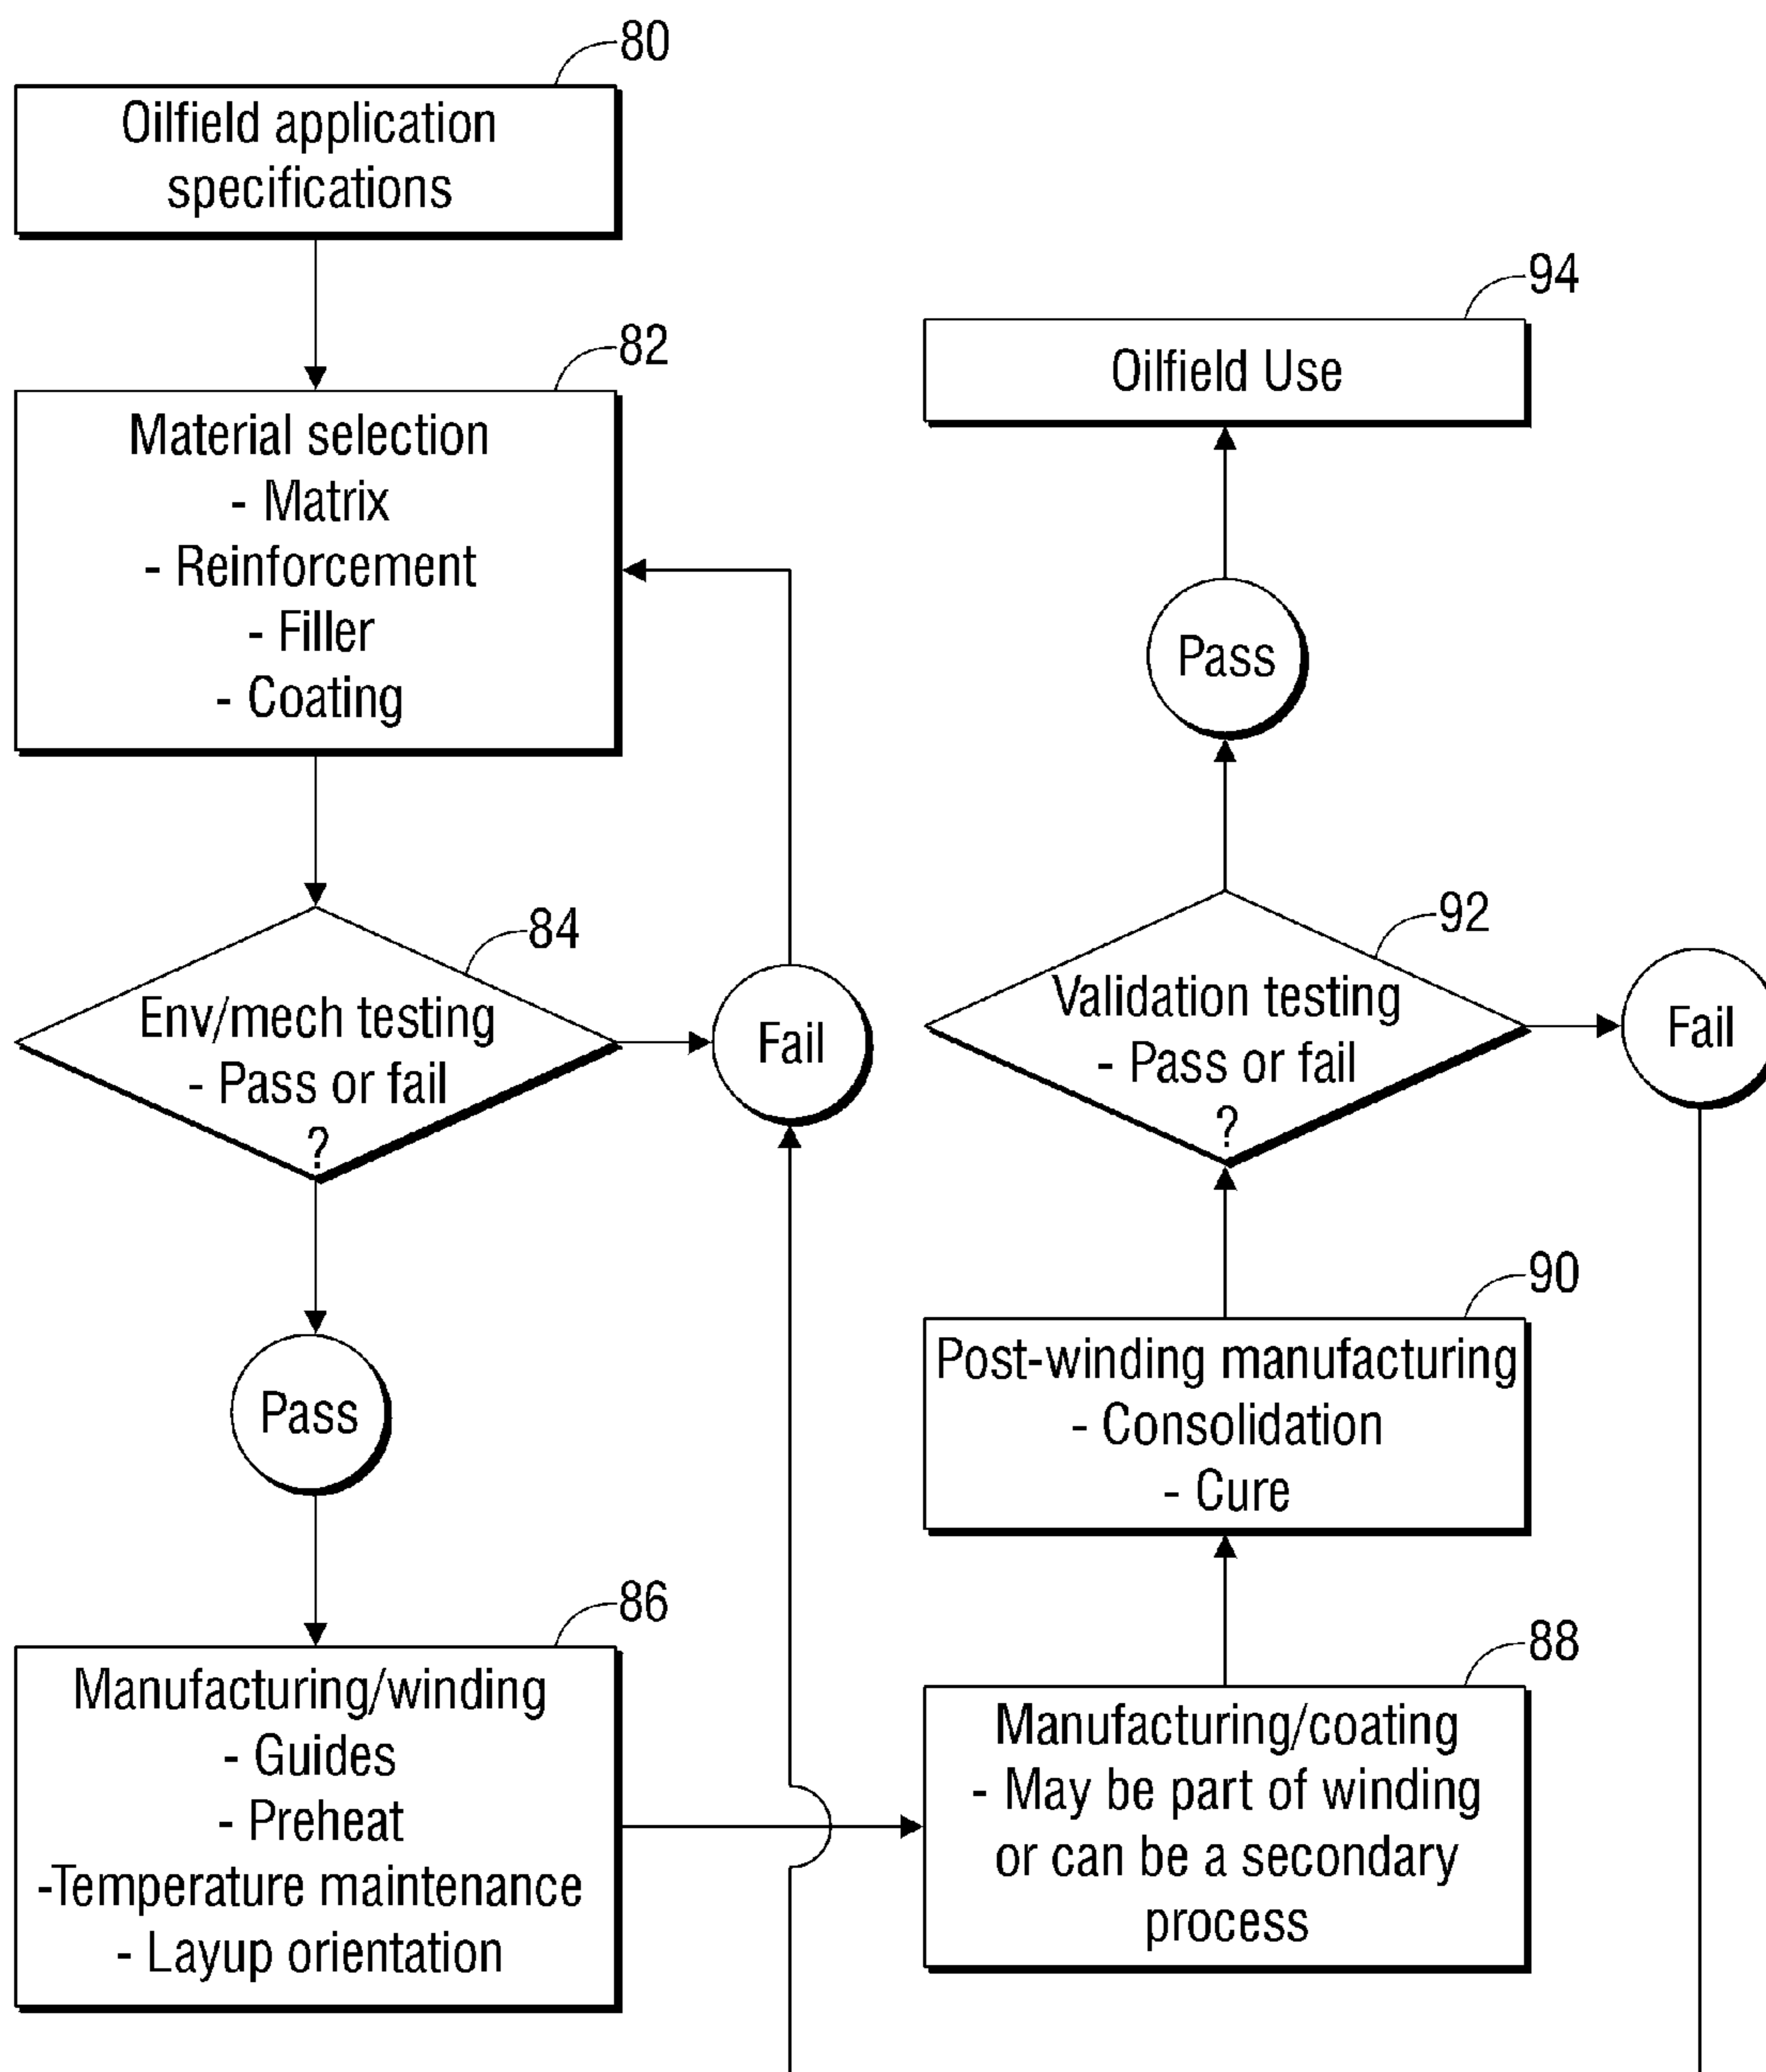 80
Oilfield application
specifications
82
Material selection
- Matrix
- Reinforcement
- Filler
- Coating
84
Env/mech testing
- Pass or fail
?
Fail
Pass
86
Manufacturing/winding
- Guides
- Preheat
-Temperature maintenance
- Layup orientation
88
Manufacturing/coating
- May be part of winding
or can be a secondary
process
90
Post-winding manufacturing
- Consolidation
- Cure
92
Validation testing
- Pass or fail
?
Fail
Pass
94
Oilfield Use